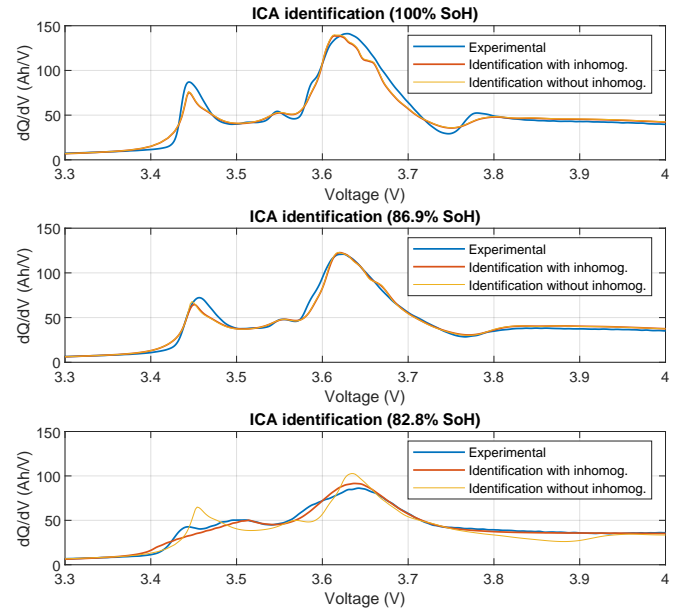 ICA identification (100% SoH)
150
100
50
0
dQ/dV (Ah/V)
Experimental
Identification with inhomog.
Identification without inhomog.
3.3 3.4 3.5 3.6 3.7 3.8 3.9 4
Voltage (V)
ICA identification (86.9% SoH)
150
100
50
0
dQ/dV (Ah/V)
Experimental
Identification with inhomog.
Identification without inhomog.
3.3 3.4 3.5 3.6 3.7 3.8 3.9 4
Voltage (V)
ICA identification (82.8% SoH)
150
100
50
0
dQ/dV (Ah/V)
Experimental
Identification with inhomog.
Identification without inhomog.
3.3 3.4 3.5 3.6 3.7 3.8 3.9 4
Voltage (V)